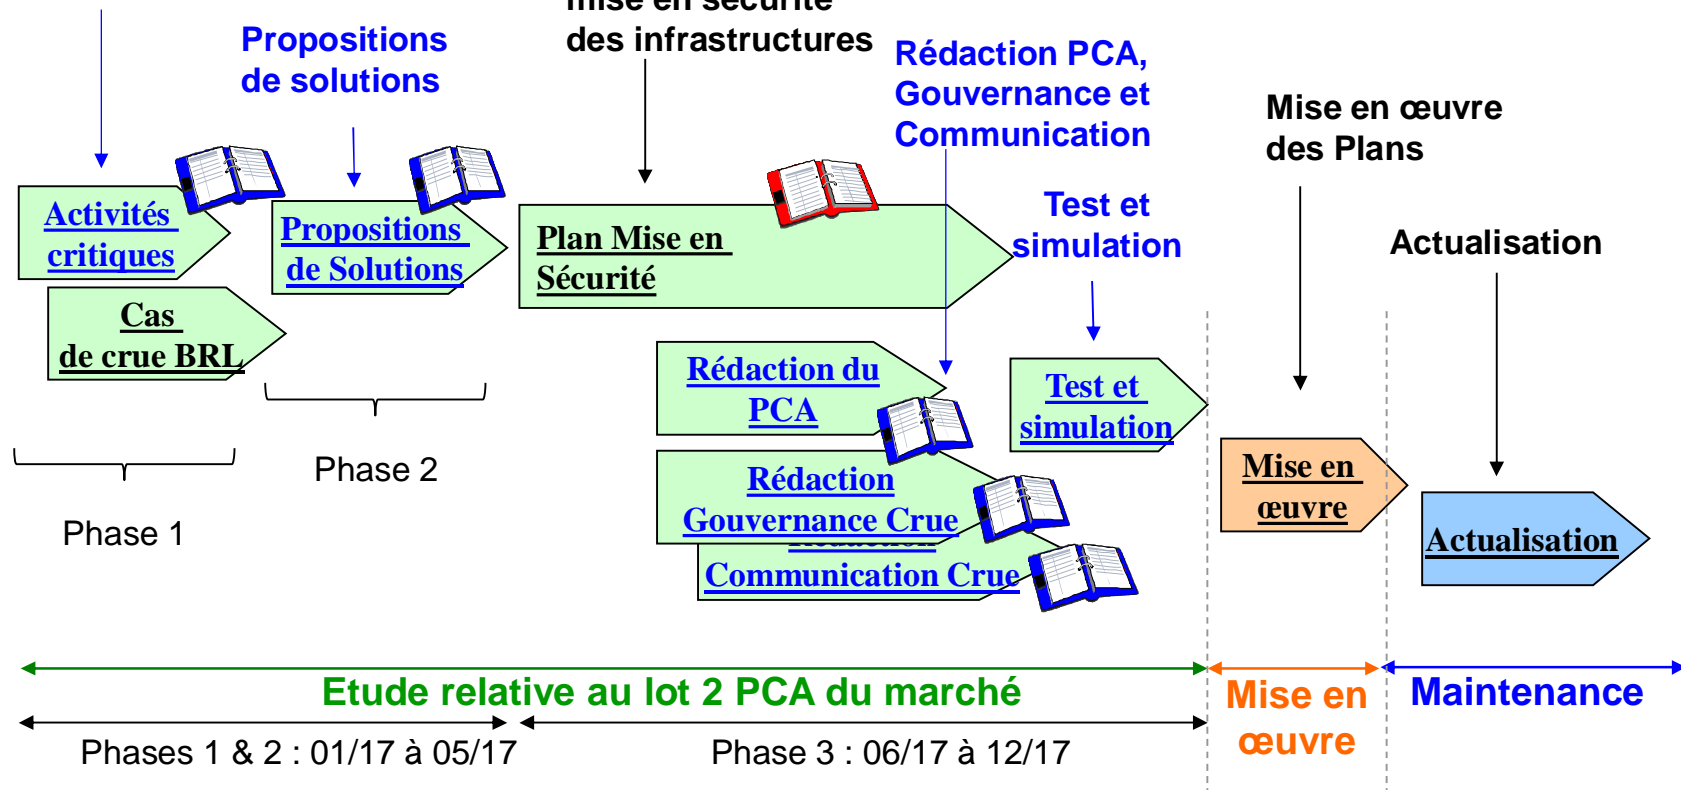 mise en sécurité
des infrastructures
Propositions
de solutions
Rédaction PCA,
Gouvernance et
Communication
Mise en œuvre
des Plans
Test et
simulation
Actualisation
Activités
critiques
Propositions
de Solutions
Plan Mise en
Sécurité
Cas
de crue BRL
Rédaction du
PCA
Test et
simulation
Rédaction
Gouvernance Crue
Rédaction
Communication Crue
Mise en
œuvre
Actualisation
Phase 2
Phase 1
Etude relative au lot 2 PCA du marché
Mise en
œuvre
Maintenance
Phases 1 & 2 : 01/17 à 05/17
Phase 3 : 06/17 à 12/17